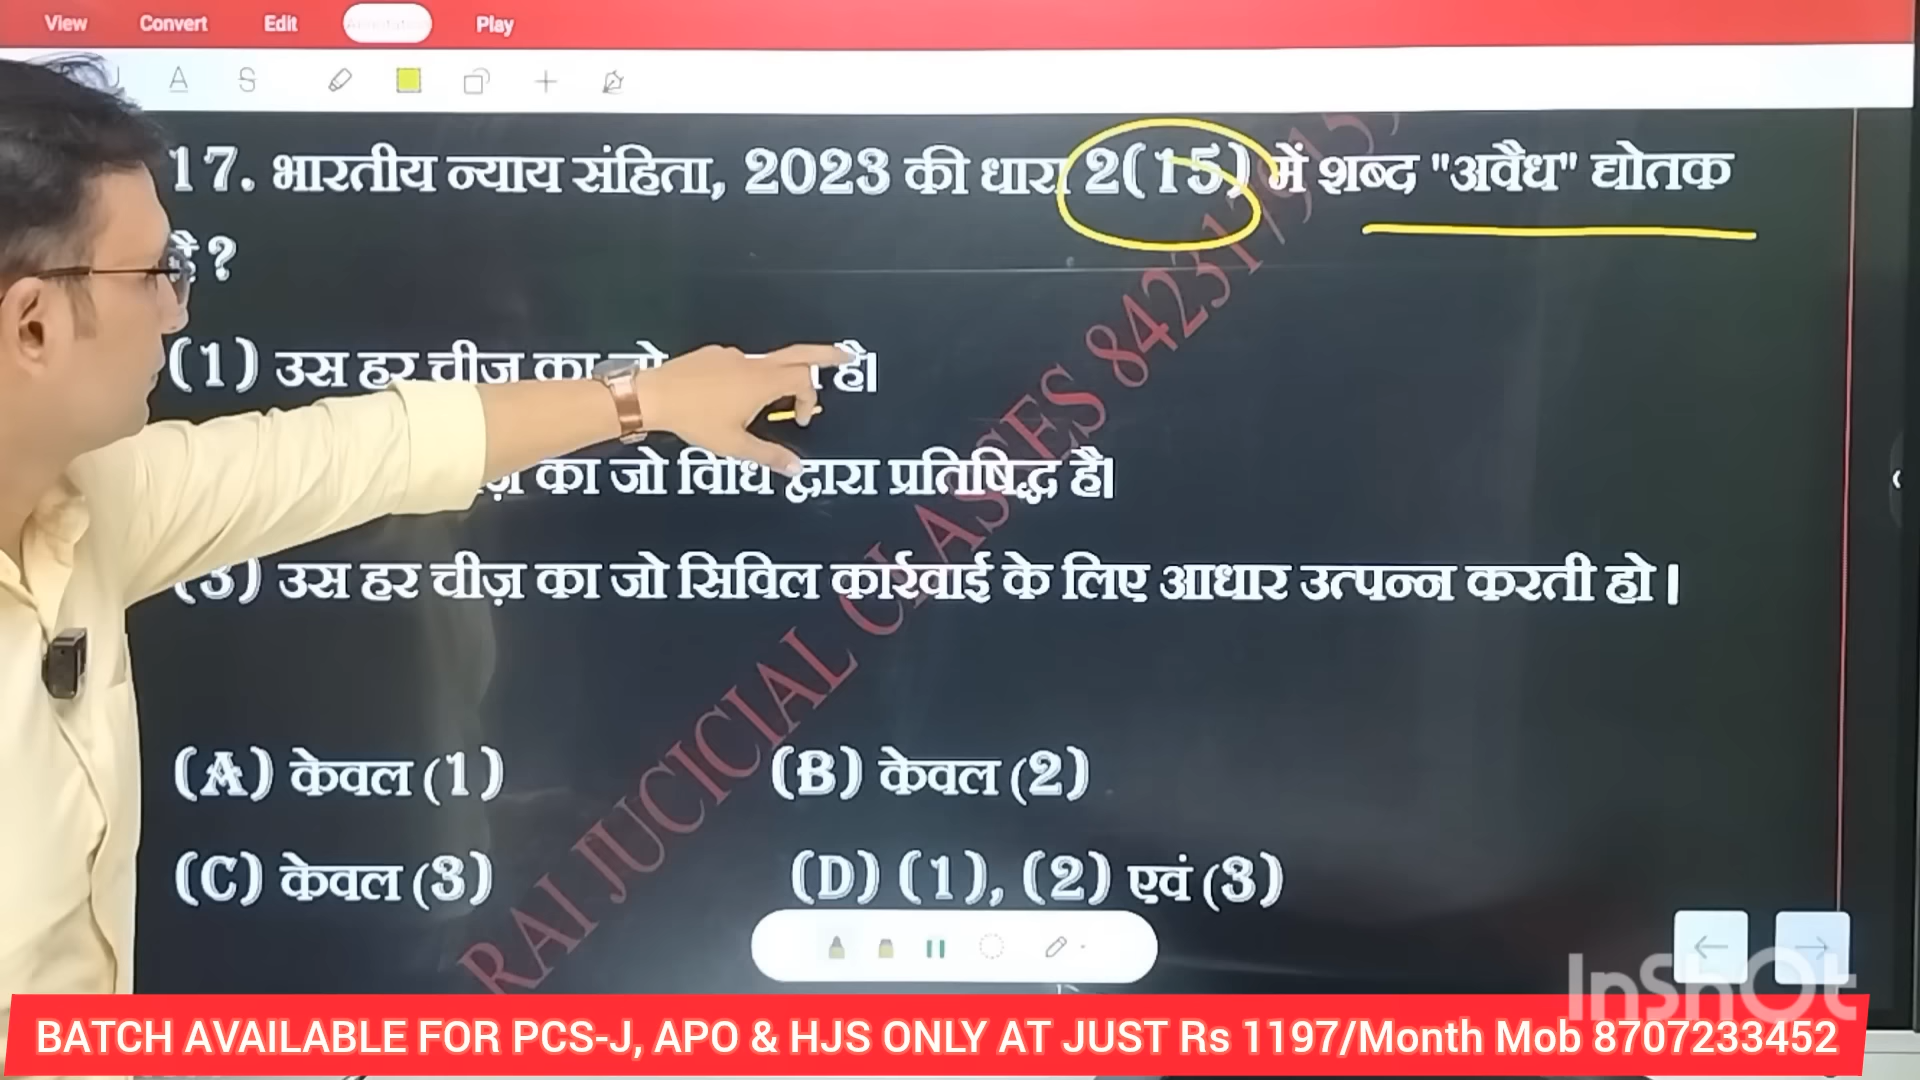 View Convert Edit Play
17. भारतीय न्याय संहिता, 2023 की धारा 2(15) में शब्द "अवैध" द्योतक
है ?
(1) उस हर चीज़ का जो है।
का जो विधि द्वारा प्रतिषिद्ध है।
(3) उस हर चीज़ का जो सिविल कार्रवाई के लिए आधार उत्पन्न करती हो।
(A) केवल (1) (B) केवल (2)
(C) केवल (3) (D) (1), (2) एवं (3)
RAI JUCICIAL CLASSES
InShOt
BATCH AVAILABLE FOR PCS-J, APO & HJS ONLY AT JUST Rs 1197/Month Mob 8707233452